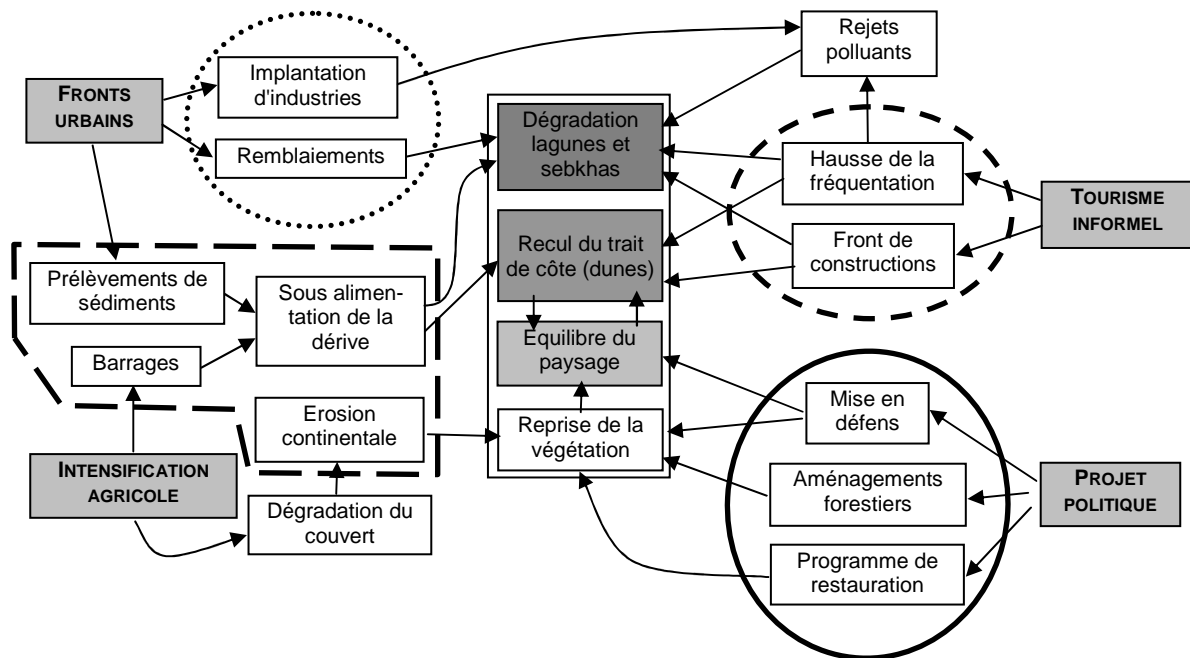 Rejets
polluants
Implantation
d'industries
FRONTS
URBAINS
Dégradation
lagunes et
sebkhas
Remblaiements
Hausse de la
fréquentation
TOURISME
INFORMEL
Recul du trait
de côte (dunes)
Front de
constructions
Prélèvements de
sédiments
Sous alimen-
tation de la
dérive
Equilibre du
paysage
Barrages
Mise en
défens
Erosion
continentale
Reprise de la
végétation
INTENSIFICATION
AGRICOLE
Aménagements
forestiers
PROJET
POLITIQUE
Dégradation du
couvert
Programme de
restauration